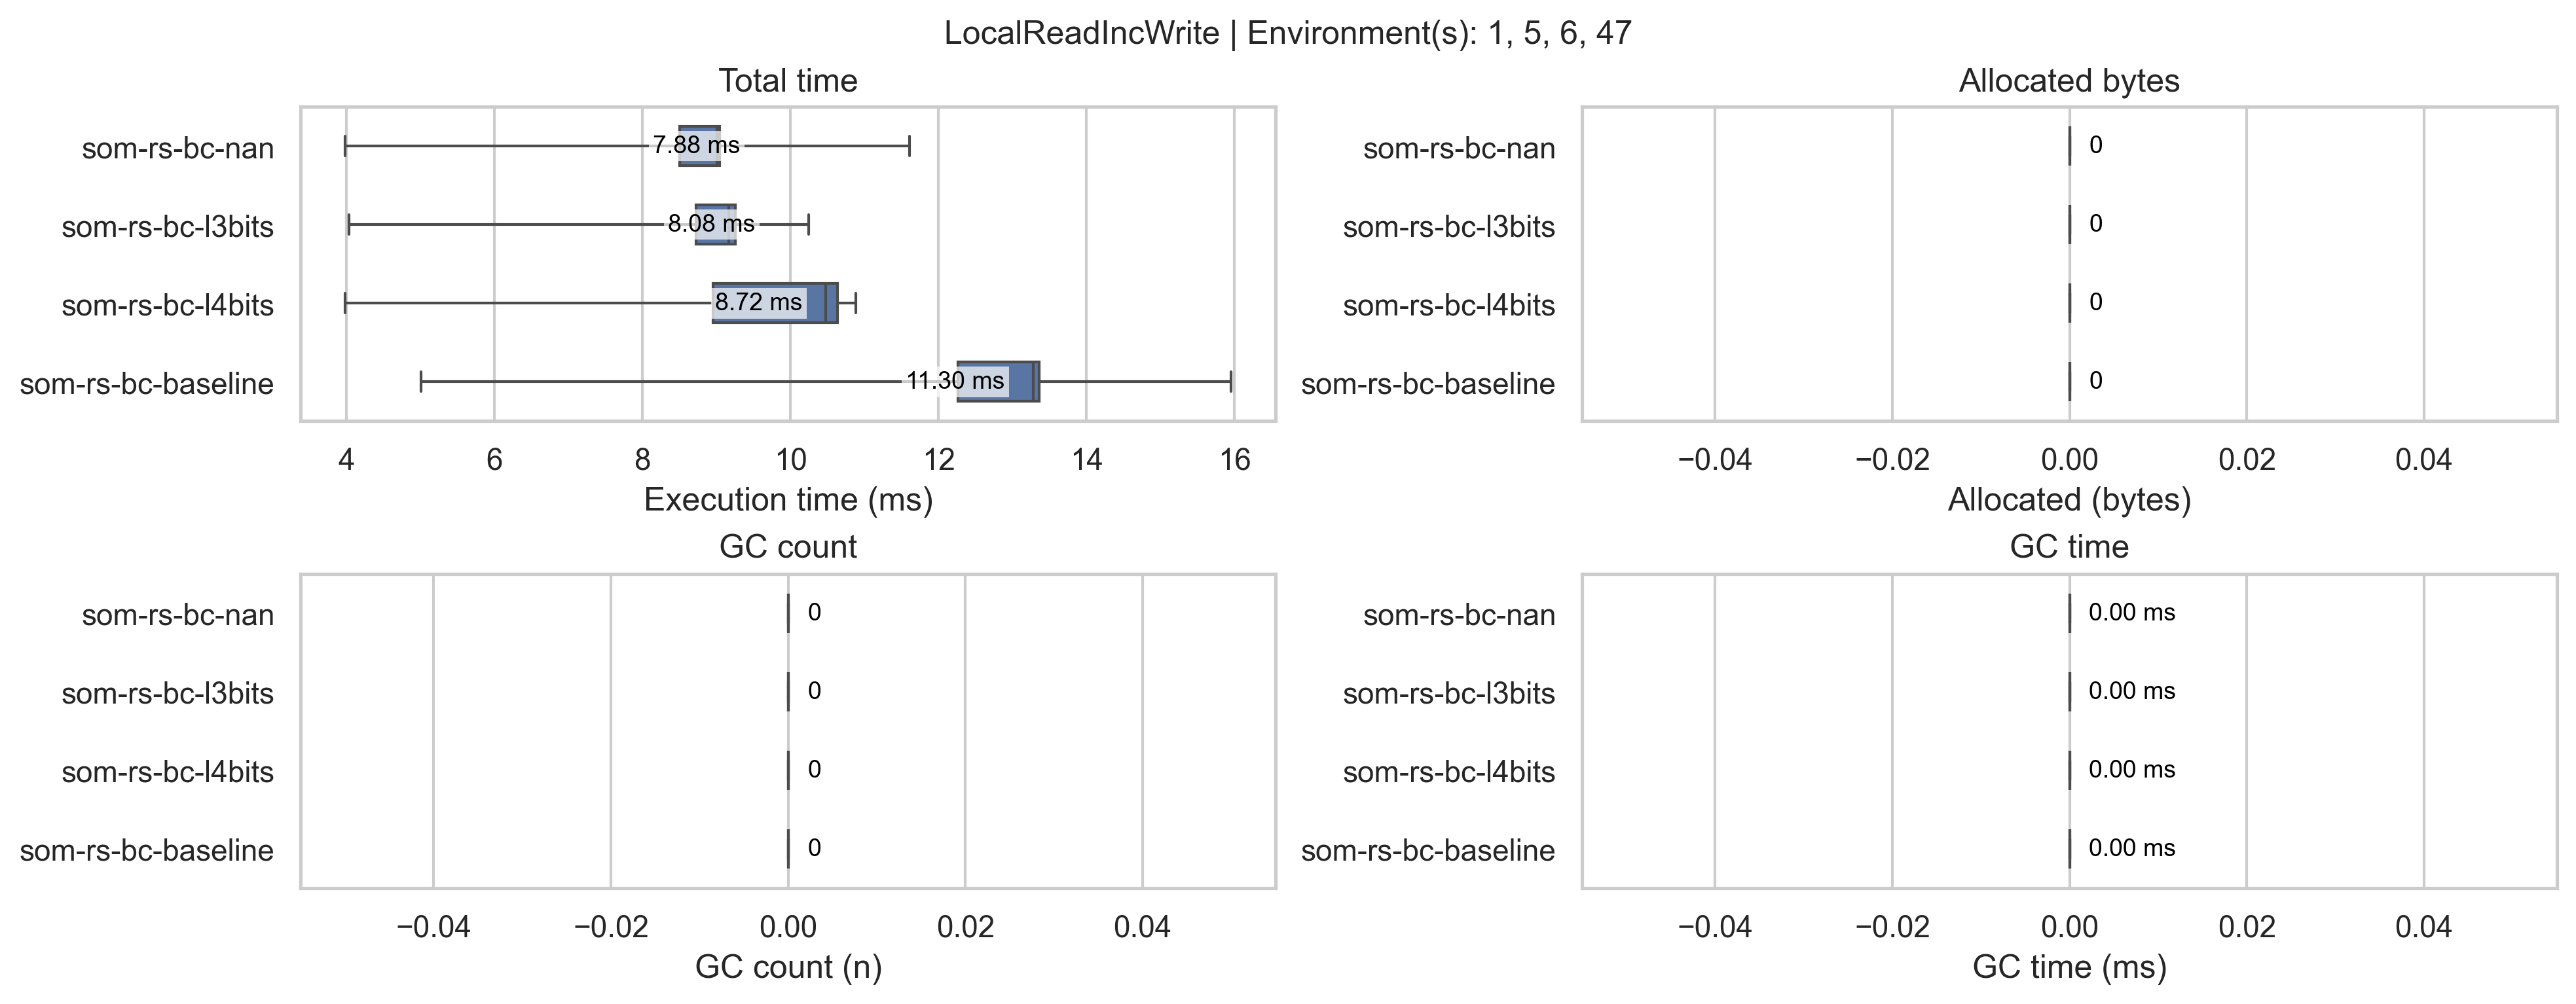 LocalReadIncWrite | Environment(s): 1, 5, 6, 47
Total time
som-rs-bc-nan
7.88 ms
som-rs-bc-l3bits
8.08 ms
som-rs-bc-l4bits
8.72 ms
som-rs-bc-baseline
11.30 ms
4 6 8 10 12 14 16
Execution time (ms)
Allocated bytes
som-rs-bc-nan
0
som-rs-bc-l3bits
0
som-rs-bc-l4bits
0
som-rs-bc-baseline
0
−0.04 −0.02 0.00 0.02 0.04
Allocated (bytes)
GC count
som-rs-bc-nan
0
som-rs-bc-l3bits
0
som-rs-bc-l4bits
0
som-rs-bc-baseline
0
−0.04 −0.02 0.00 0.02 0.04
GC count (n)
GC time
som-rs-bc-nan
0.00 ms
som-rs-bc-l3bits
0.00 ms
som-rs-bc-l4bits
0.00 ms
som-rs-bc-baseline
0.00 ms
−0.04 −0.02 0.00 0.02 0.04
GC time (ms)